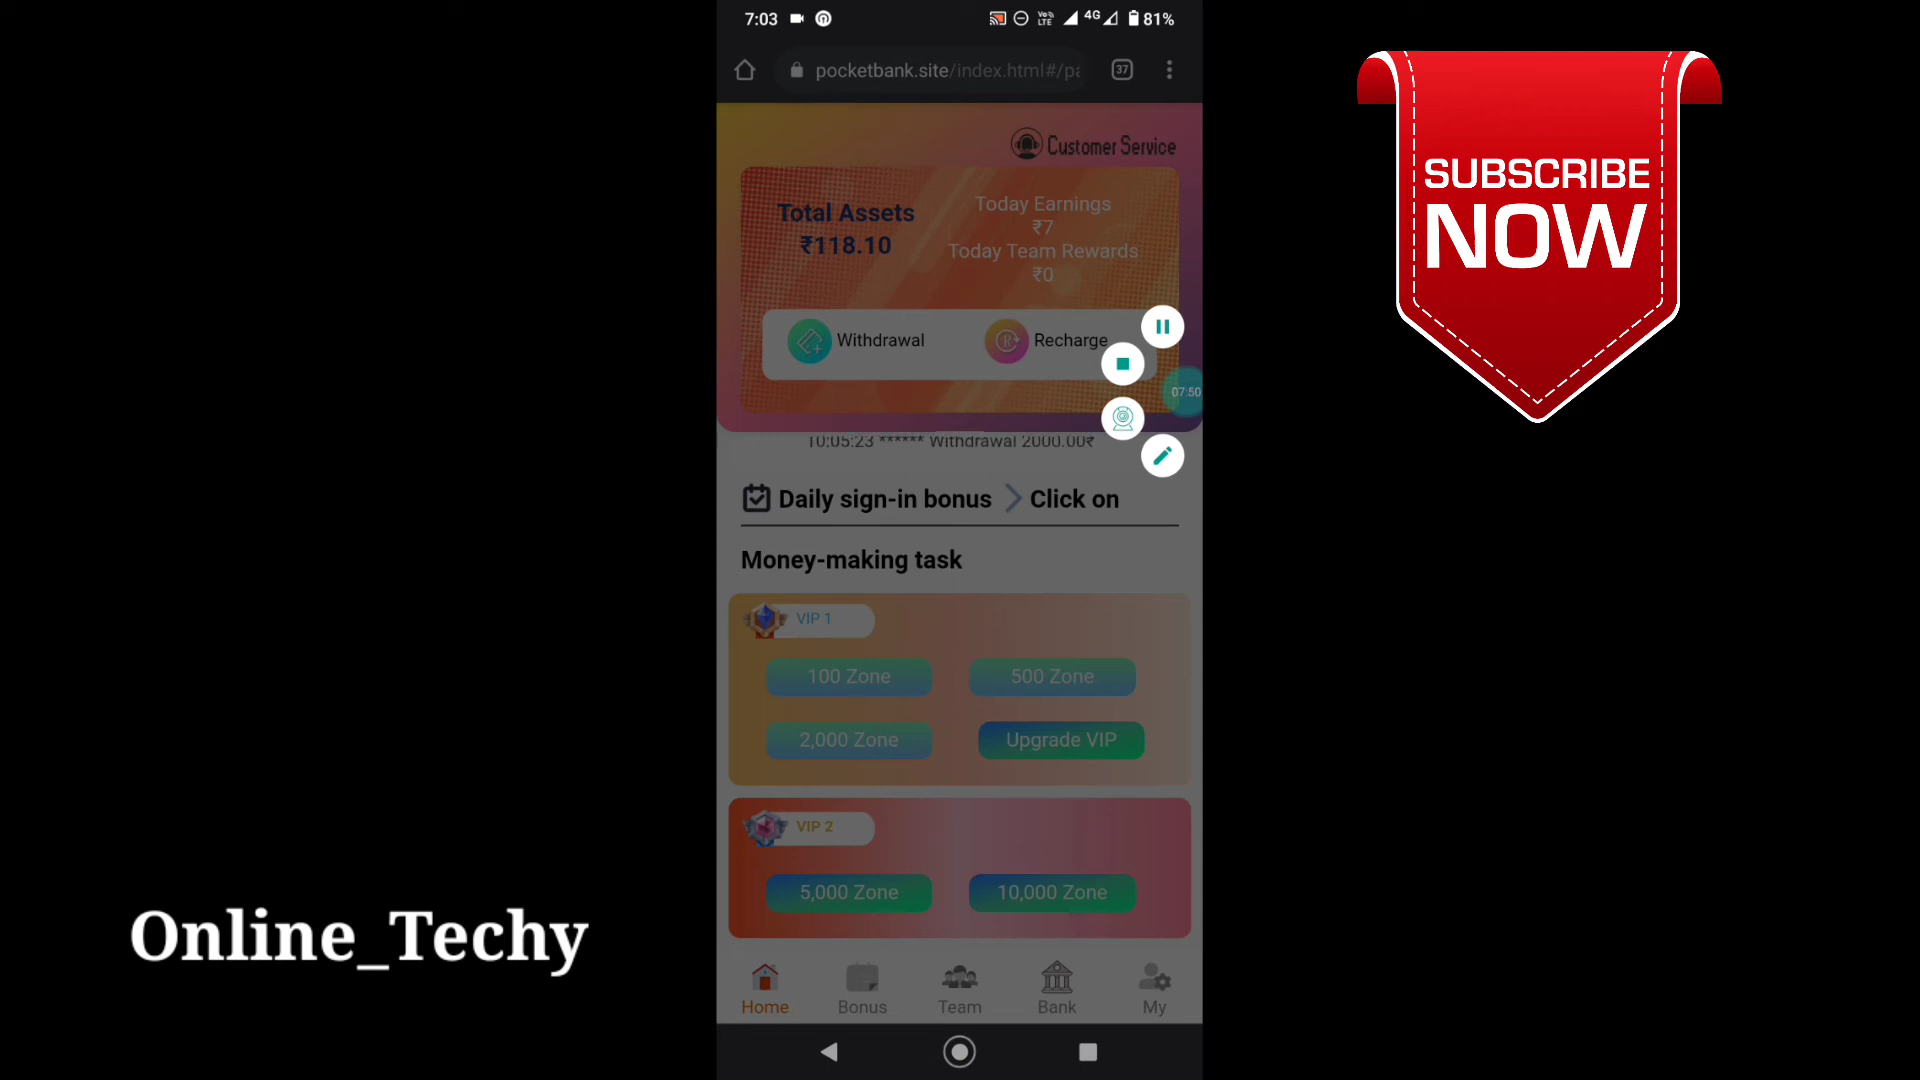 7:03
Vo LTE 4G 81%
pocketbank.site/index.html#/pa
37
Customer Service
Total Assets
₹118.10
Today Earnings
₹7
Today Team Rewards
₹0
Withdrawal
Recharge
07:50
10:05:23 ****** Withdrawal 2000.00₹
Daily sign-in bonus
Click on
Money-making task
VIP 1
100 Zone
500 Zone
2,000 Zone
Upgrade VIP
VIP 2
5,000 Zone
10,000 Zone
Home
Bonus
Team
Bank
My
SUBSCRIBE
NOW
Online_Techy